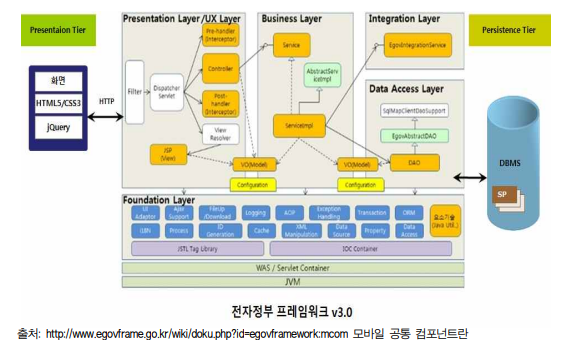 Presentaion Tier
Presentation Layer/UX Layer
Business Layer
Integration Layer
Persistence Tier
화면
HTML5/CSS3
jQuery
HTTP
Filter
Dispatcher
Servlet
Pre-handler
(Interceptor)
Controller
Post-
handler
(Interceptor)
View
Resolver
JSP
(View)
Service
AbstractServ
iceImpl
ServiceImpl
VO(Model)
Configuration
EgovIntegrationService
Data Access Layer
SqlMapClientDaoSupport
EgovAbstractDAO
VO(Model)
DAO
Configuration
DBMS
SP
Foundation Layer
UI
Adaptor
Ajax
Support
FileUp
/Download
Logging
AOP
Exception
Handling
Transaction
ORM
요소기술
(Java Util..)
Process
ID
Generation
Cache
XML
Manipulation
Data
Source
Property
Data
Access
JSTL Tag Library
IOC Container
WAS / Servlet Container
JVM
전자정부 프레임워크 v3.0
출처: http://www.egovframe.go.kr/wiki/doku.php?id=egovframework:mcom 모바일 공통 컴포넌트란